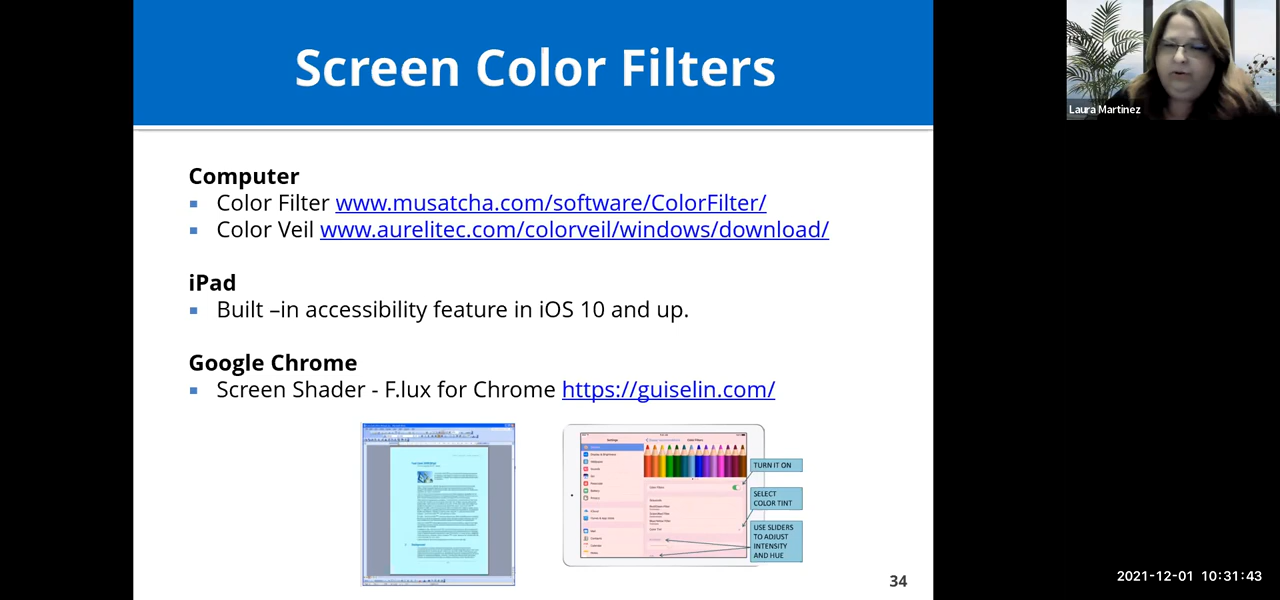 Screen Color Filters
Laura Martinez
Computer
Color Filter www.musatcha.com/software/ColorFilter/
Color Veil www.aurelitec.com/colorveil/windows/download/
iPad
Built –in accessibility feature in iOS 10 and up.
Google Chrome
Screen Shader - F.lux for Chrome https://guiselin.com/
Settings
Color Filters
TURN IT ON
SELECT
COLOR TINT
USE SLIDERS
TO ADJUST
INTENSITY
AND HUE
34
2021-12-01 10:31:43